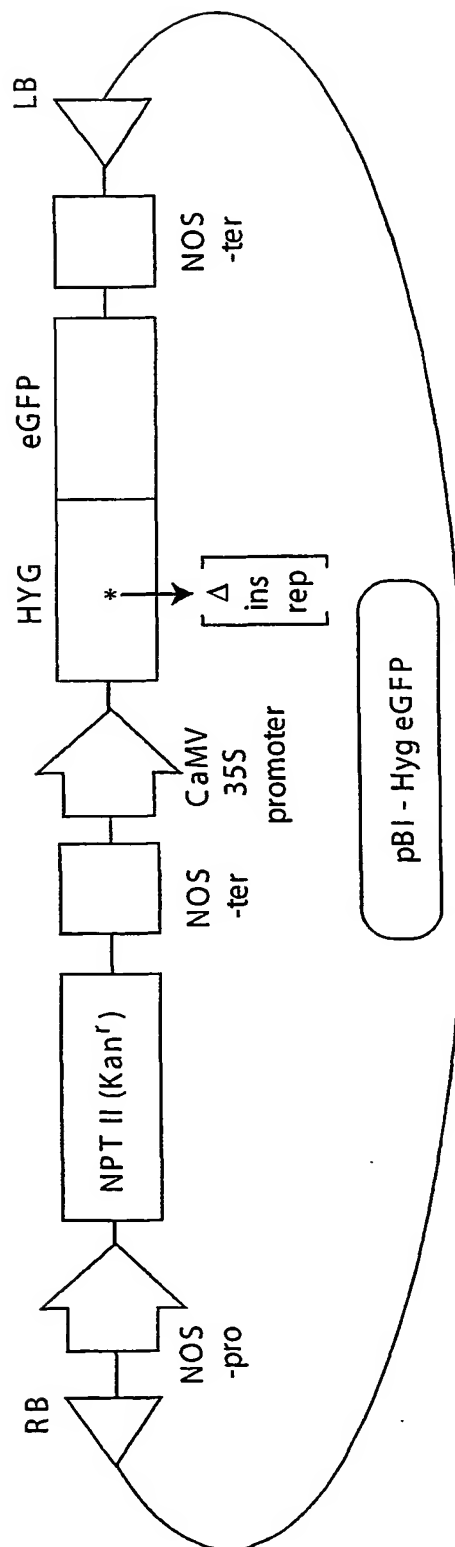 RB
NOS
-pro
NPT II (Kanʳ)
NOS
-ter
CaMV
35S
promoter
HYG
eGFP
*
Δ
ins
rep
NOS
-ter
LB
pBI - Hyg eGFP